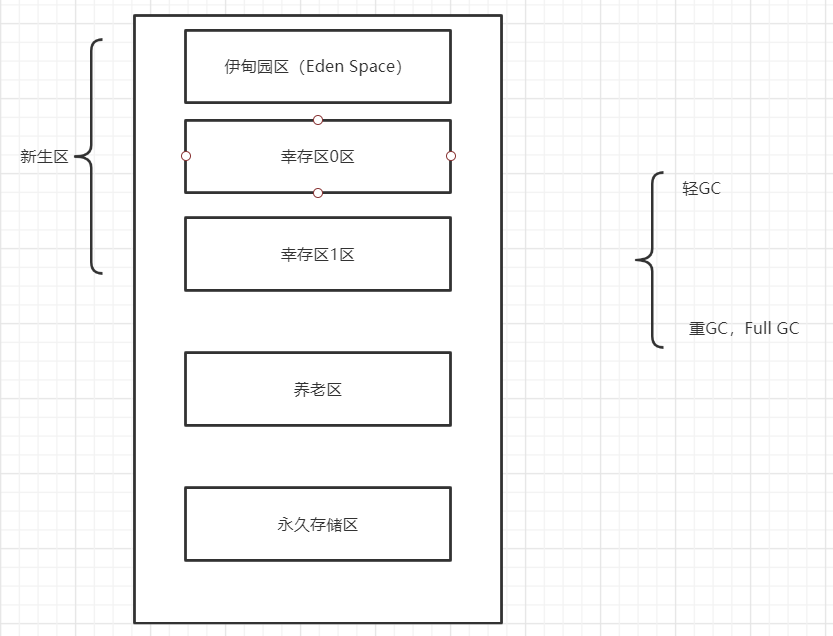 伊甸园区（Eden Space）
新生区
幸存区0区
幸存区1区
轻GC
重GC，Full GC
养老区
永久存储区